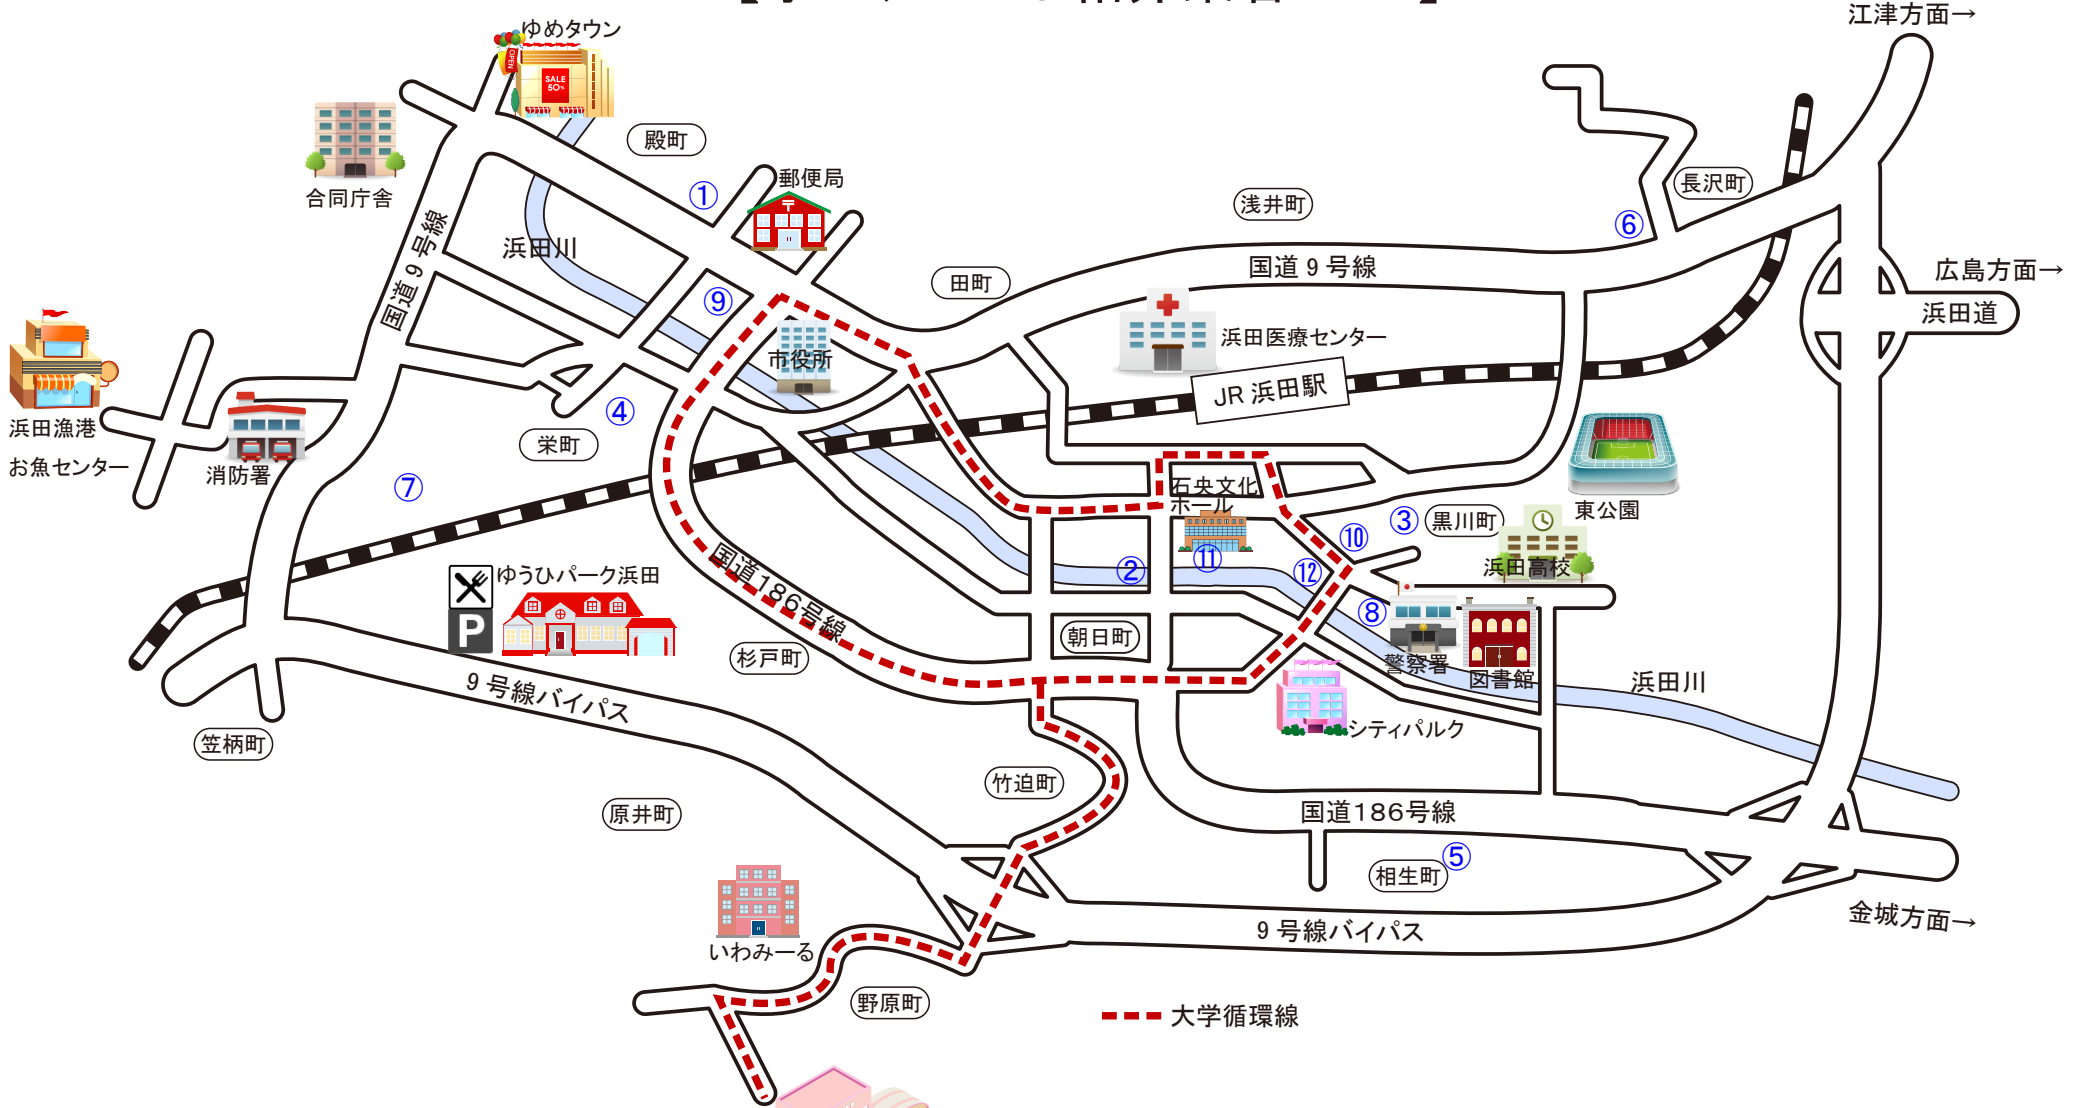 江津方面→
ゆめタウン
OPEN
SALE
50%
殿町
①
郵便局
合同庁舎
長沢町
浅井町
⑥
浜田川
国道9号線
広島方面→
国道9号線
田町
⑨
浜田道
浜田医療センター
市役所
JR 浜田駅
④
浜田漁港
お魚センター
栄町
消防署
⑦
石央文化
ホール
③
黒川町
東公園
⑩
⑪
②
⑫
浜田高校
ゆうひパーク浜田
P
国道186号線
⑧
朝日町
杉戸町
警察署
図書館
浜田川
9号線バイパス
シティパルク
笠柄町
竹迫町
原井町
国道186号線
⑤
相生町
金城方面→
9号線バイパス
いわみーる
野原町
大学循環線